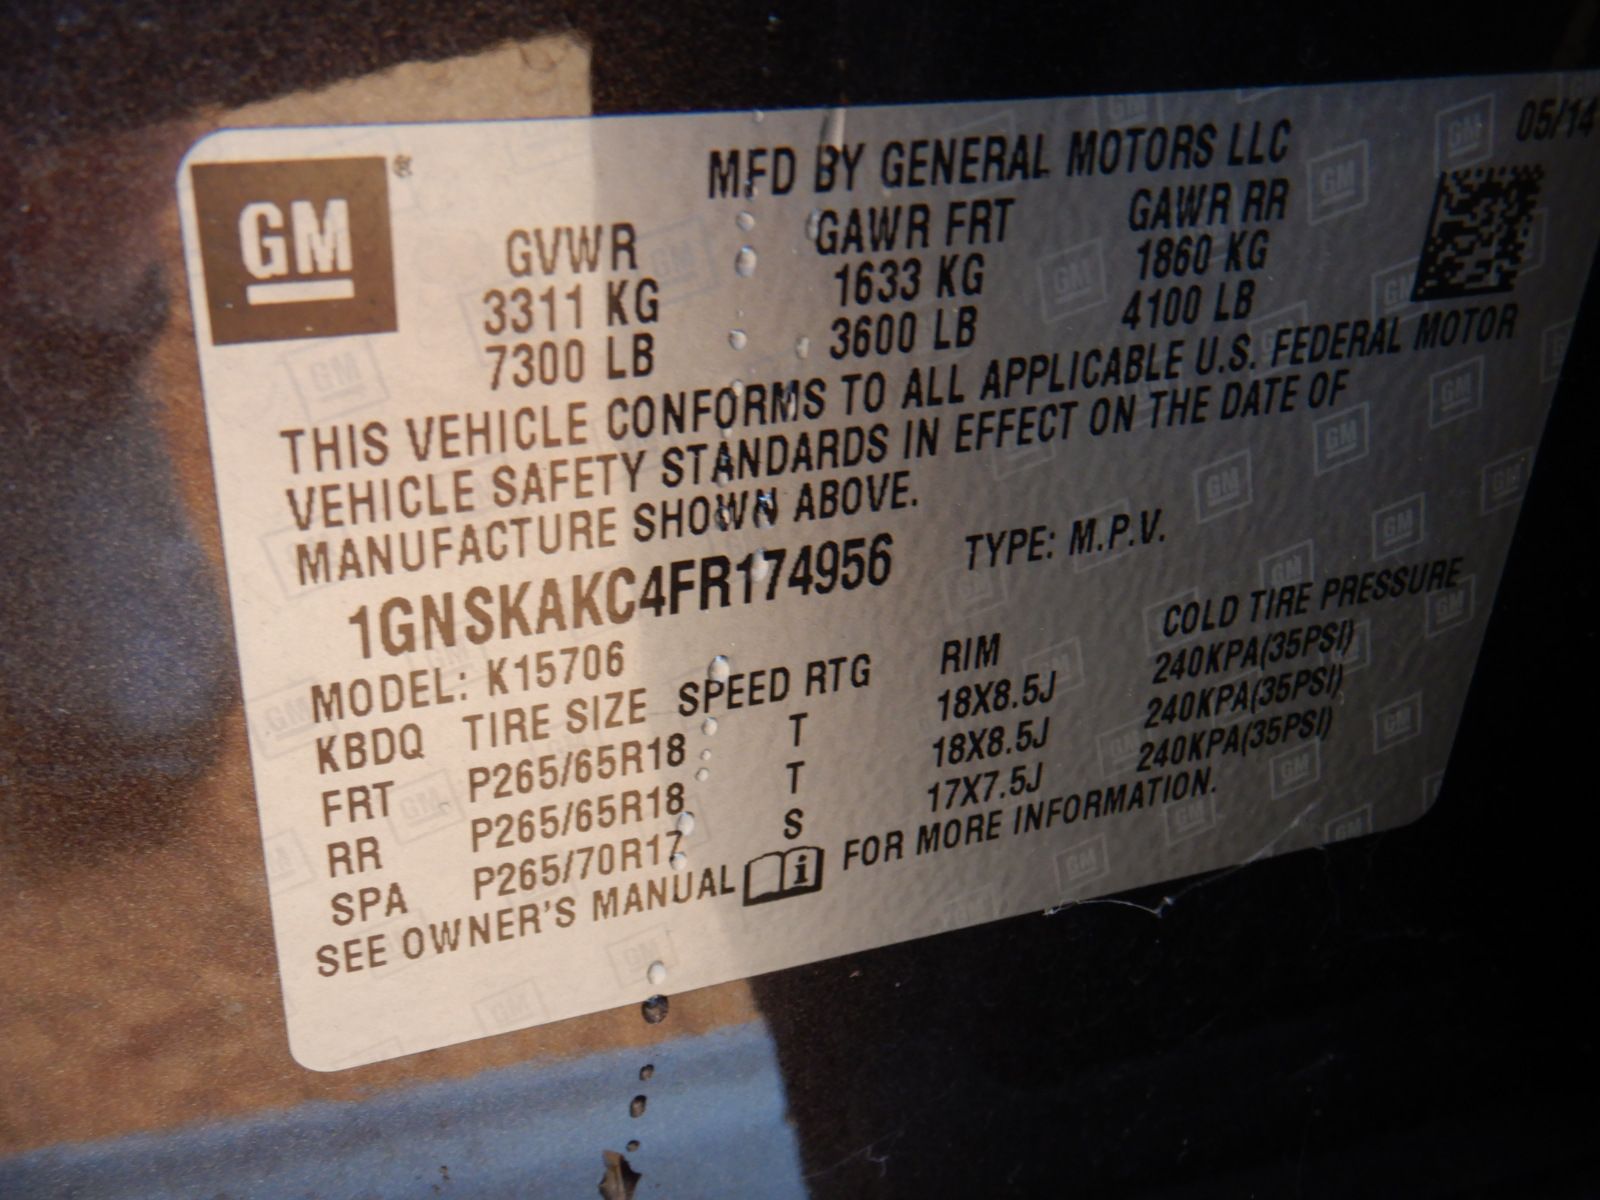 GM ®
MFD BY GENERAL MOTORS LLC 05/14
GVWR GAWR FRT GAWR RR
3311 KG 1633 KG 1860 KG
7300 LB 3600 LB 4100 LB
THIS VEHICLE CONFORMS TO ALL APPLICABLE U.S. FEDERAL MOTOR
VEHICLE SAFETY STANDARDS IN EFFECT ON THE DATE OF
MANUFACTURE SHOWN ABOVE.
1GNSKAKC4FR174956 TYPE: M.P.V.
MODEL: K15706
KBDQ TIRE SIZE SPEED RTG RIM COLD TIRE PRESSURE
FRT P265/65R18 T 18X8.5J 240KPA(35PSI)
RR P265/65R18 T 18X8.5J 240KPA(35PSI)
SPA P265/70R17 S 17X7.5J 240KPA(35PSI)
SEE OWNER'S MANUAL i FOR MORE INFORMATION.